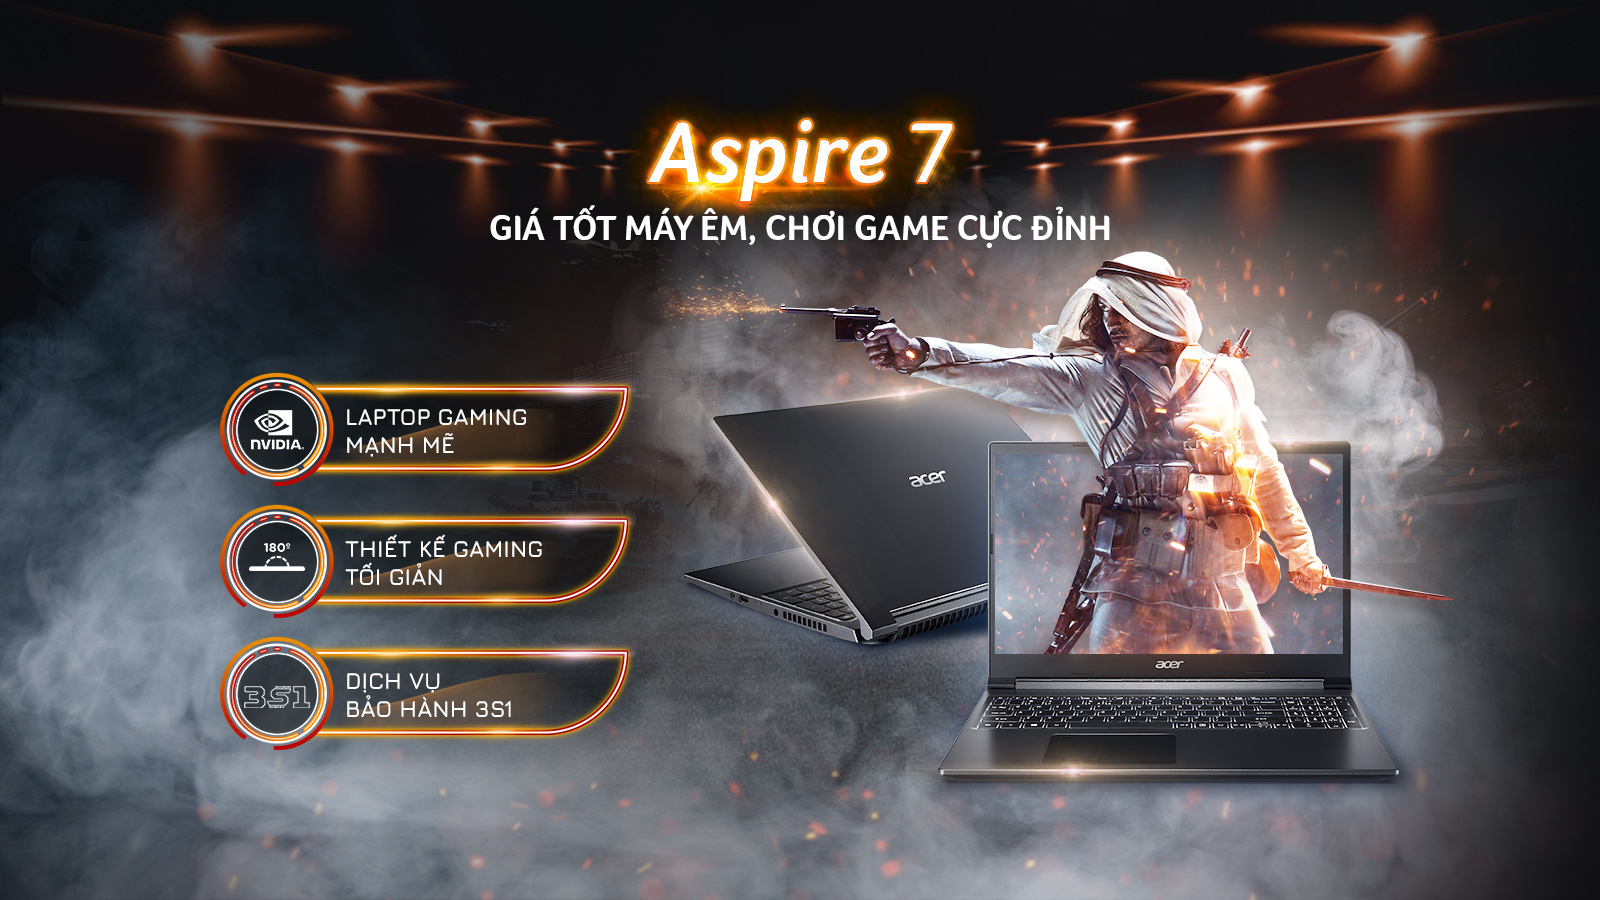 Aspire 7
GIÁ TỐT MÁY ÊM, CHƠI GAME CỰC ĐỈNH
NVIDIA.
LAPTOP GAMING
MẠNH MẼ
180º
THIẾT KẾ GAMING
TỐI GIẢN
3S1
DỊCH VỤ
BẢO HÀNH 3S1
acer
acer